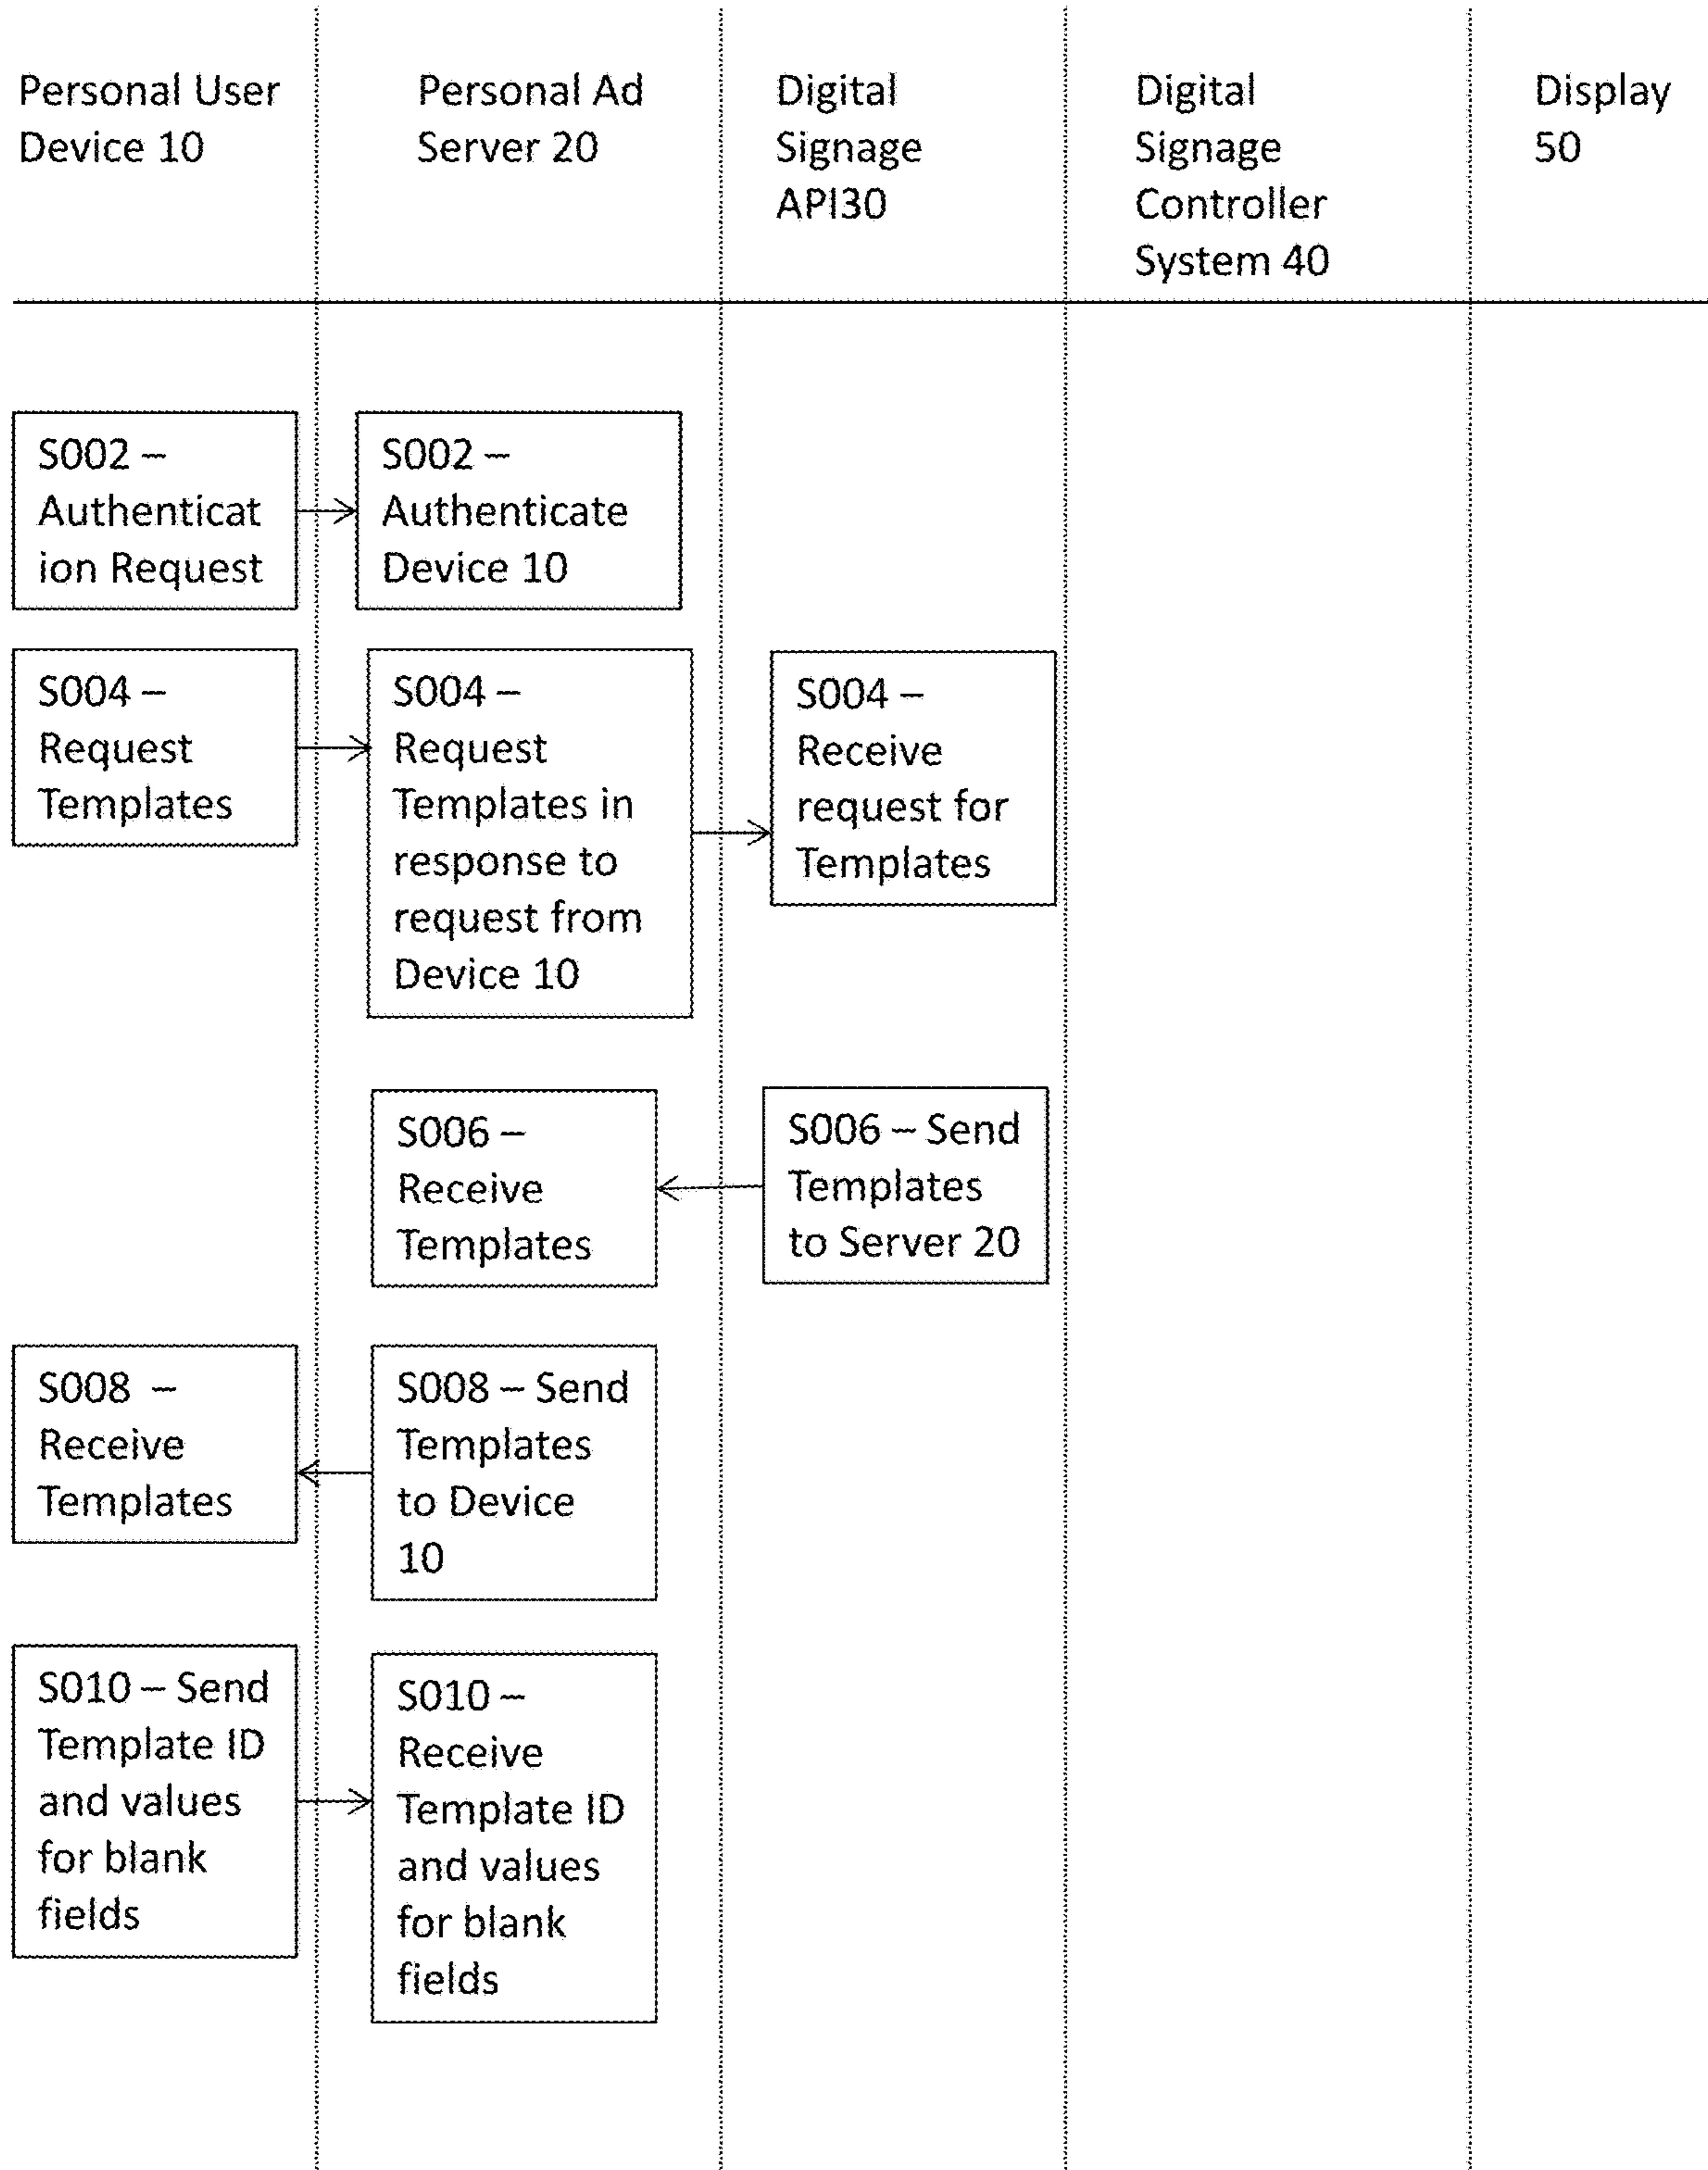 Personal User
Device 10
Personal Ad
Server 20
Digital
Signage
API30
Digital
Signage
Controller
System 40
Display
50
S002 –
Authenticat
ion Request
S002 –
Authenticate
Device 10
S004 –
Request
Templates
S004 –
Request
Templates in
response to
request from
Device 10
S004 –
Receive
request for
Templates
S006 –
Receive
Templates
S006 – Send
Templates
to Server 20
S008 –
Receive
Templates
S008 – Send
Templates
to Device
10
S010 – Send
Template ID
and values
for blank
fields
S010 –
Receive
Template ID
and values
for blank
fields